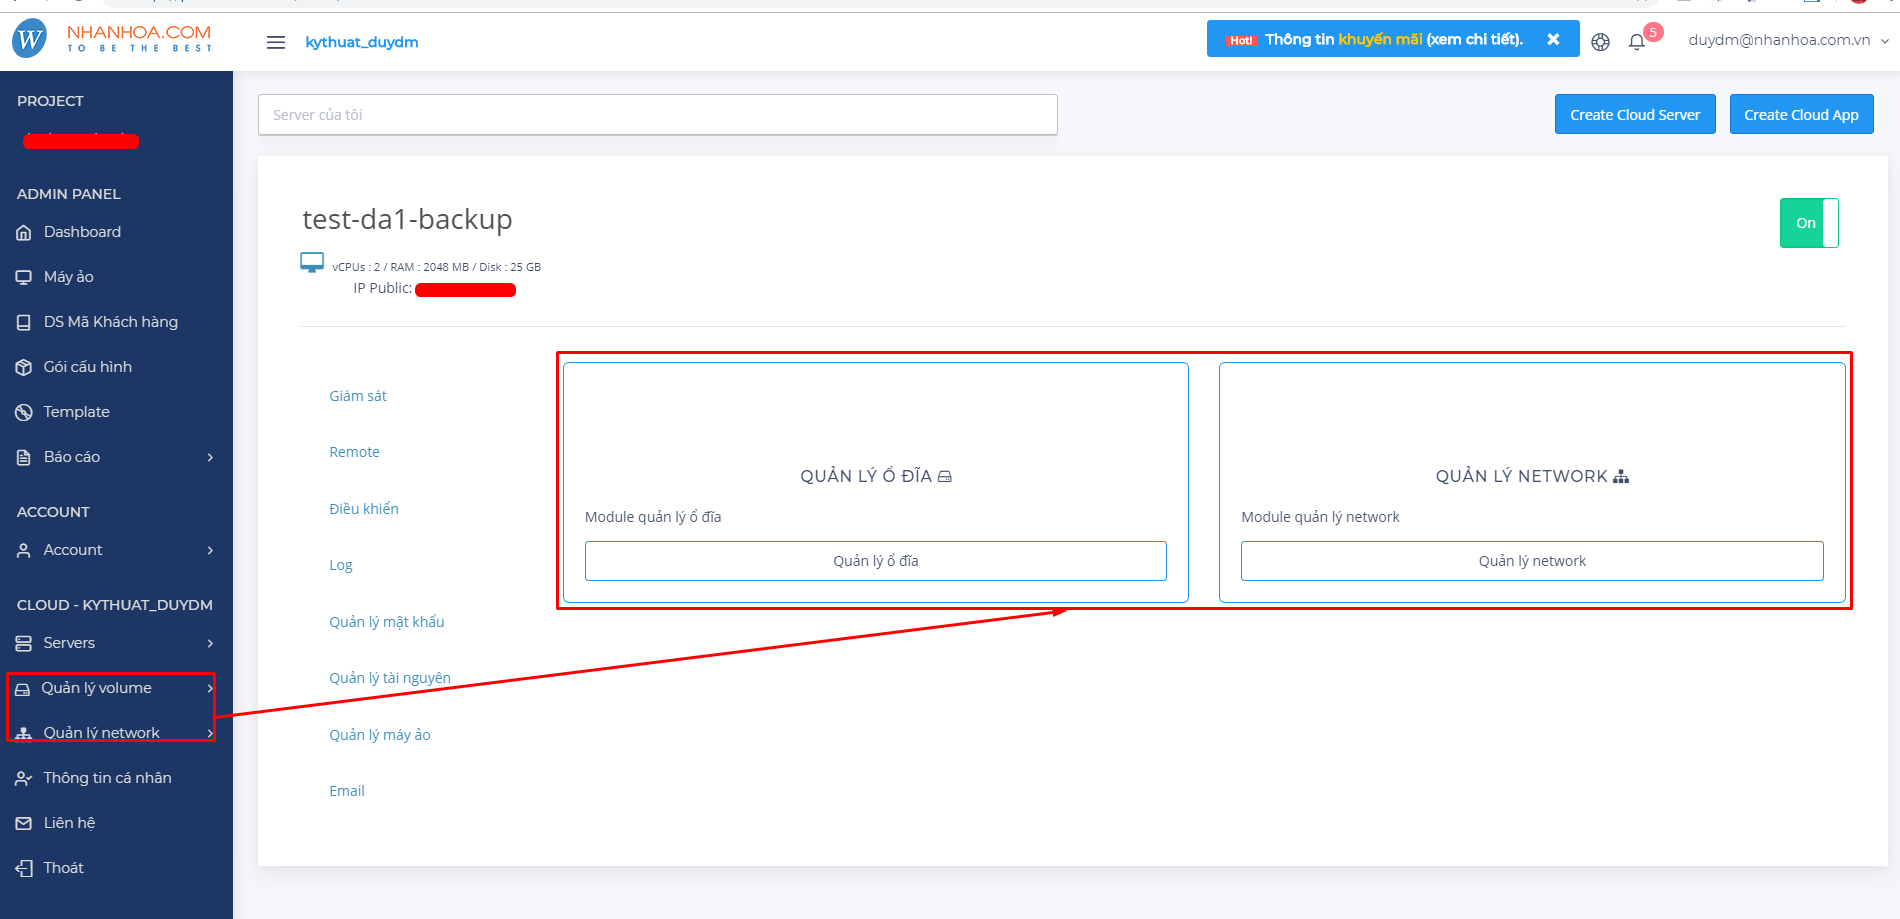 W NHANHOA.COM
TO BE THE BEST
kythuat_duydm
Hot! Thông tin khuyến mãi (xem chi tiết).
5
duydm@nhanhoa.com.vn
PROJECT
ADMIN PANEL
Dashboard
Máy ảo
DS Mã Khách hàng
Gói cấu hình
Template
Báo cáo
ACCOUNT
Account
CLOUD - KYTHUAT_DUYDM
Servers
Quản lý volume
Quản lý network
Thông tin cá nhân
Liên hệ
Thoát
Server của tôi
Create Cloud Server
Create Cloud App
test-da1-backup
On
vCPUs : 2 / RAM : 2048 MB / Disk : 25 GB
IP Public:
Giám sát
Remote
Điều khiển
Log
Quản lý mật khẩu
Quản lý tài nguyên
Quản lý máy ảo
Email
QUẢN LÝ Ổ ĐĨA
Module quản lý ổ đĩa
Quản lý ổ đĩa
QUẢN LÝ NETWORK
Module quản lý network
Quản lý network